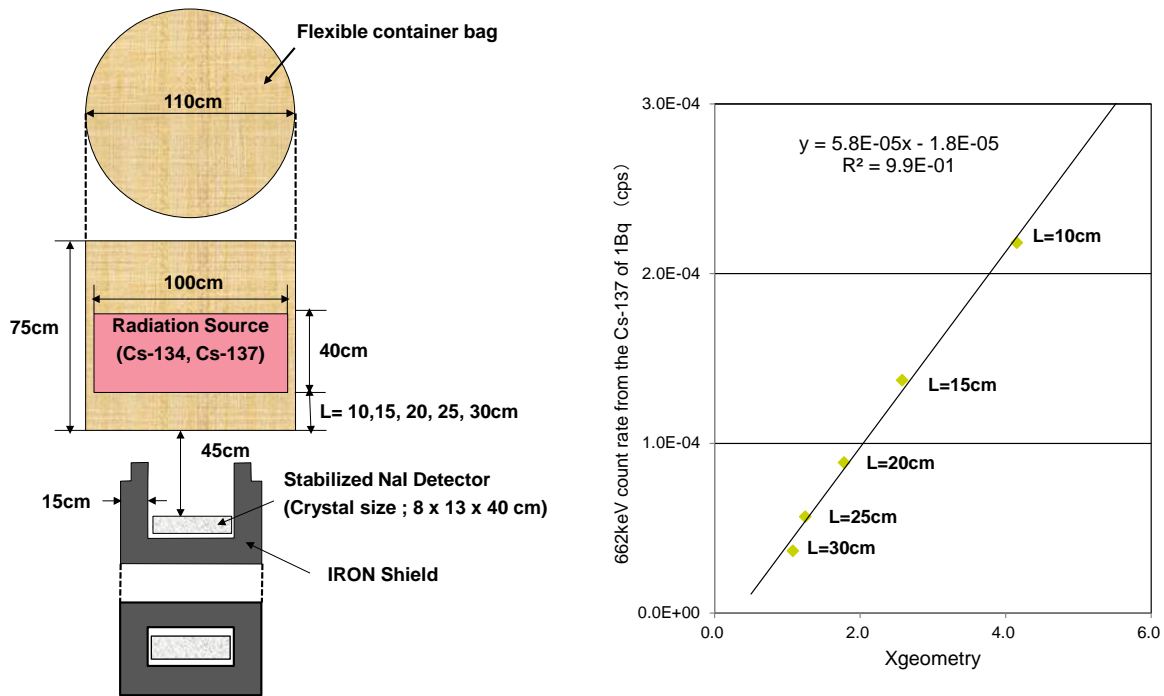 Flexible container bag
110cm
100cm
75cm
Radiation Source
(Cs-134, Cs-137)
40cm
L= 10,15, 20, 25, 30cm
45cm
Stabilized NaI Detector
(Crystal size ; 8 x 13 x 40 cm)
15cm
IRON Shield
662keV count rate from the Cs-137 of 1Bq （cps)
3.0E-04
2.0E-04
1.0E-04
0.0E+00
y = 5.8E-05x - 1.8E-05
R² = 9.9E-01
L=10cm
L=15cm
L=20cm
L=25cm
L=30cm
0.0
2.0
4.0
6.0
Xgeometry